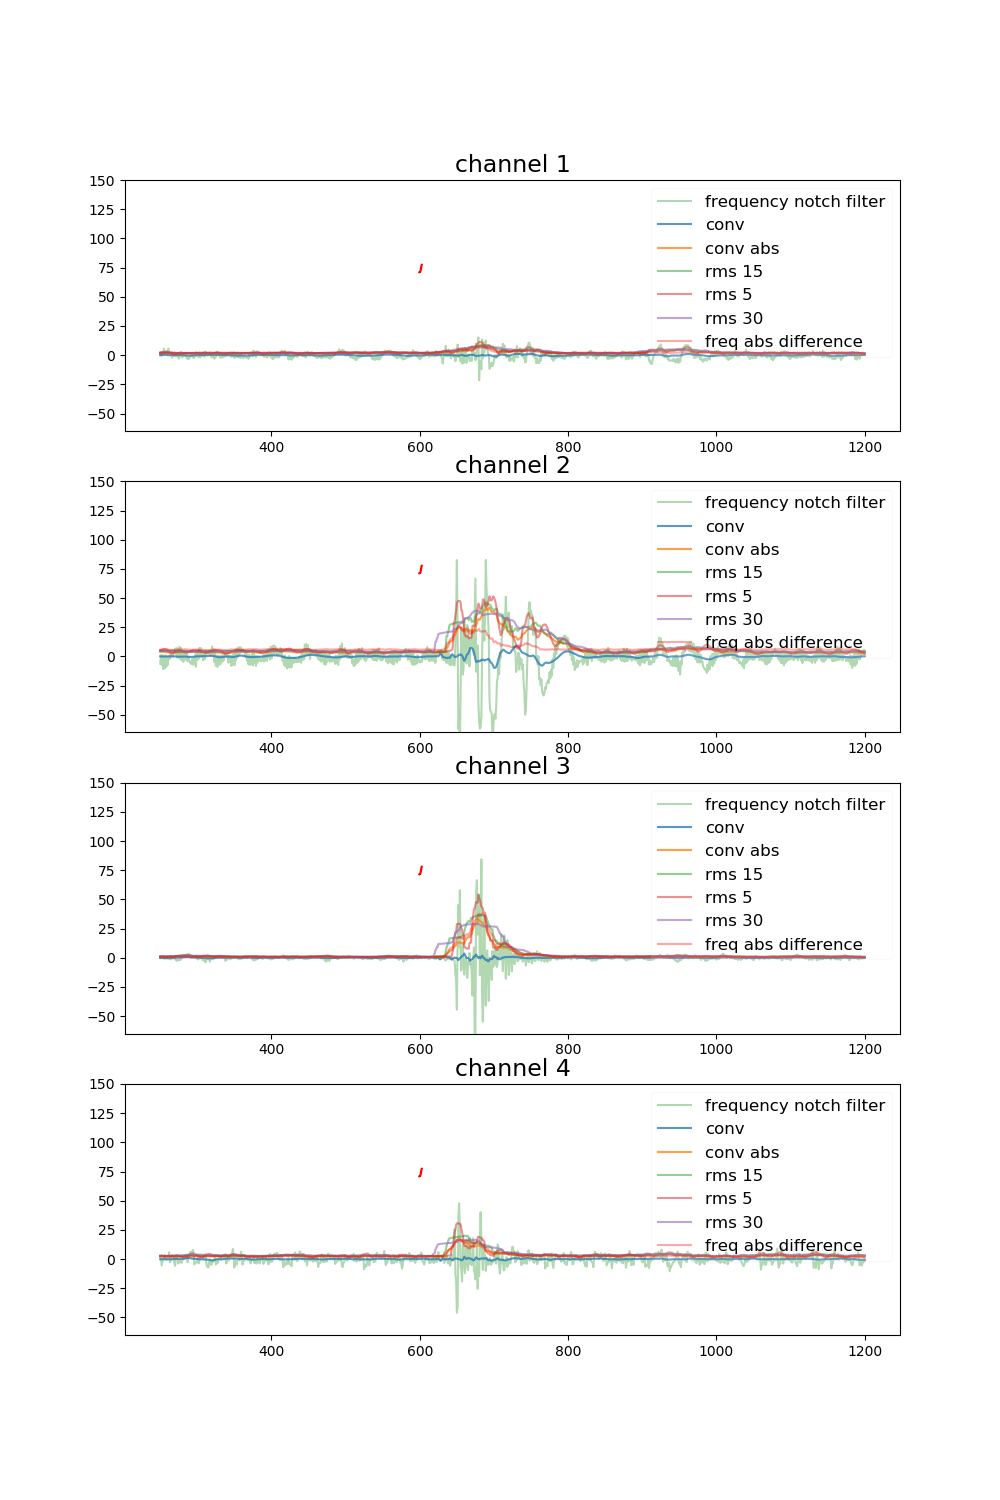 channel 1
150
125
100
75
50
25
0
−25
−50
frequency notch filter
conv
conv abs
rms 15
rms 5
rms 30
freq abs difference
400 600 800 1000 1200
channel 2
150
125
100
75
50
25
0
−25
−50
frequency notch filter
conv
conv abs
rms 15
rms 5
rms 30
freq abs difference
400 600 800 1000 1200
channel 3
150
125
100
75
50
25
0
−25
−50
frequency notch filter
conv
conv abs
rms 15
rms 5
rms 30
freq abs difference
400 600 800 1000 1200
channel 4
150
125
100
75
50
25
0
−25
−50
frequency notch filter
conv
conv abs
rms 15
rms 5
rms 30
freq abs difference
400 600 800 1000 1200